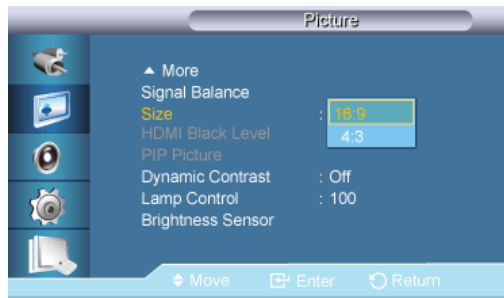 Picture
▲ More
Signal Balance
Size : 16:9
4:3
HDMI Black Level
PIP Picture
Dynamic Contrast : Off
Lamp Control : 100
Brightness Sensor
Move Enter Return